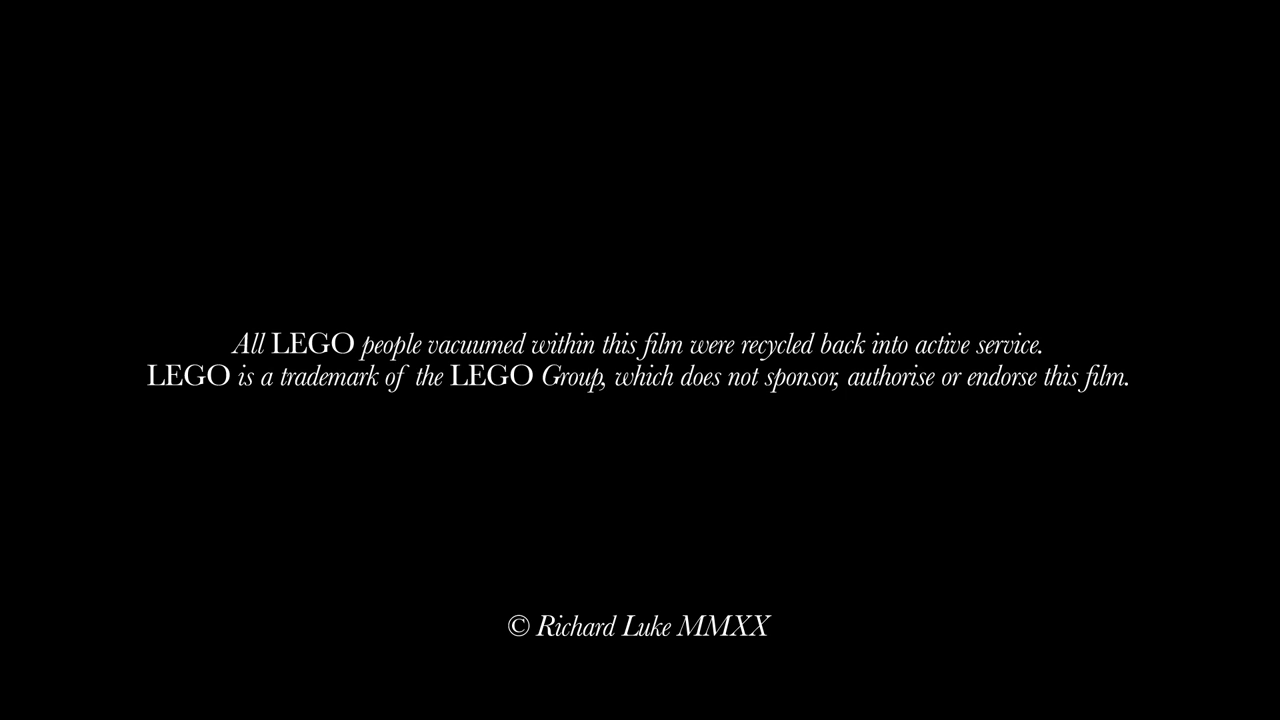 All LEGO people vacuumed within this film were recycled back into active service.
LEGO is a trademark of the LEGO Group, which does not sponsor, authorise or endorse this film.
© Richard Luke MMXX